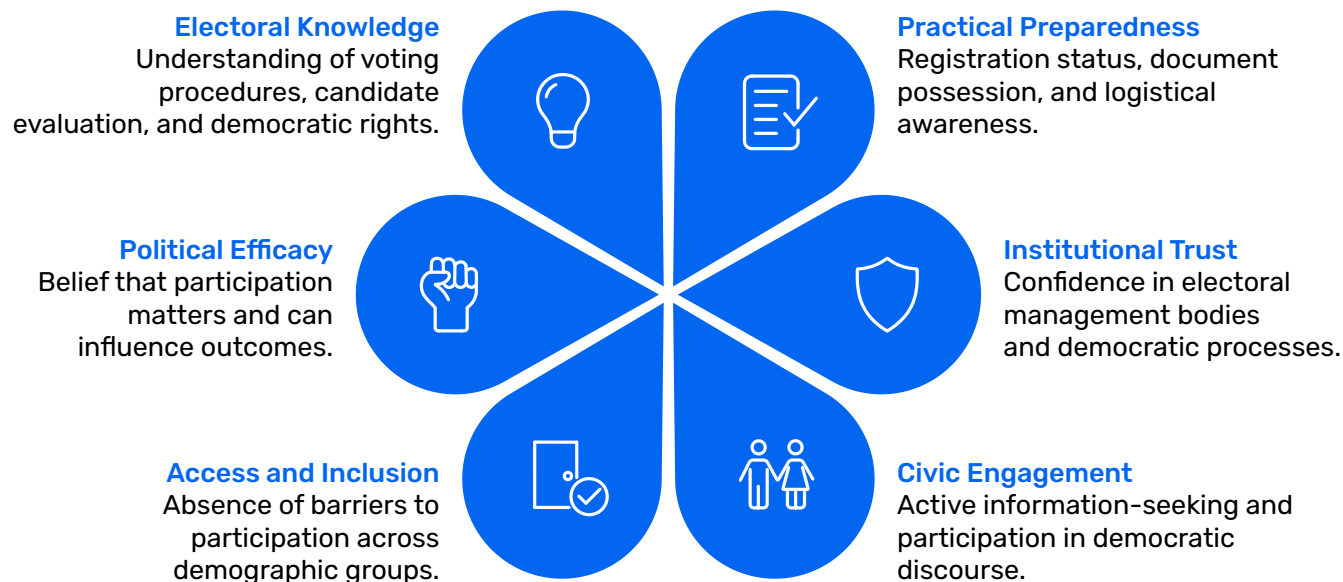 Electoral Knowledge
Understanding of voting
procedures, candidate
evaluation, and democratic rights.
Practical Preparedness
Registration status, document
possession, and logistical
awareness.
Political Efficacy
Belief that participation
matters and can
influence outcomes.
Institutional Trust
Confidence in electoral
management bodies
and democratic processes.
Access and Inclusion
Absence of barriers to
participation across
demographic groups.
Civic Engagement
Active information-seeking and
participation in democratic
discourse.